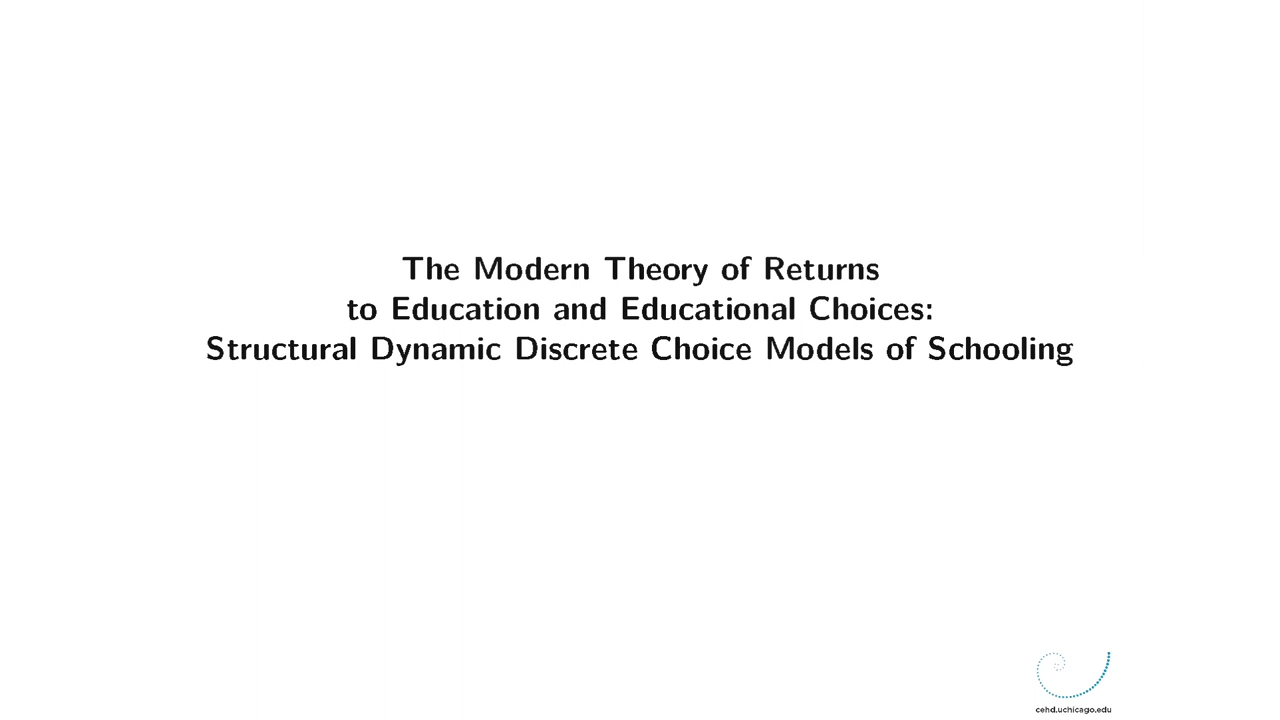 The Modern Theory of Returns
to Education and Educational Choices:
Structural Dynamic Discrete Choice Models of Schooling
cehd.uchicago.edu